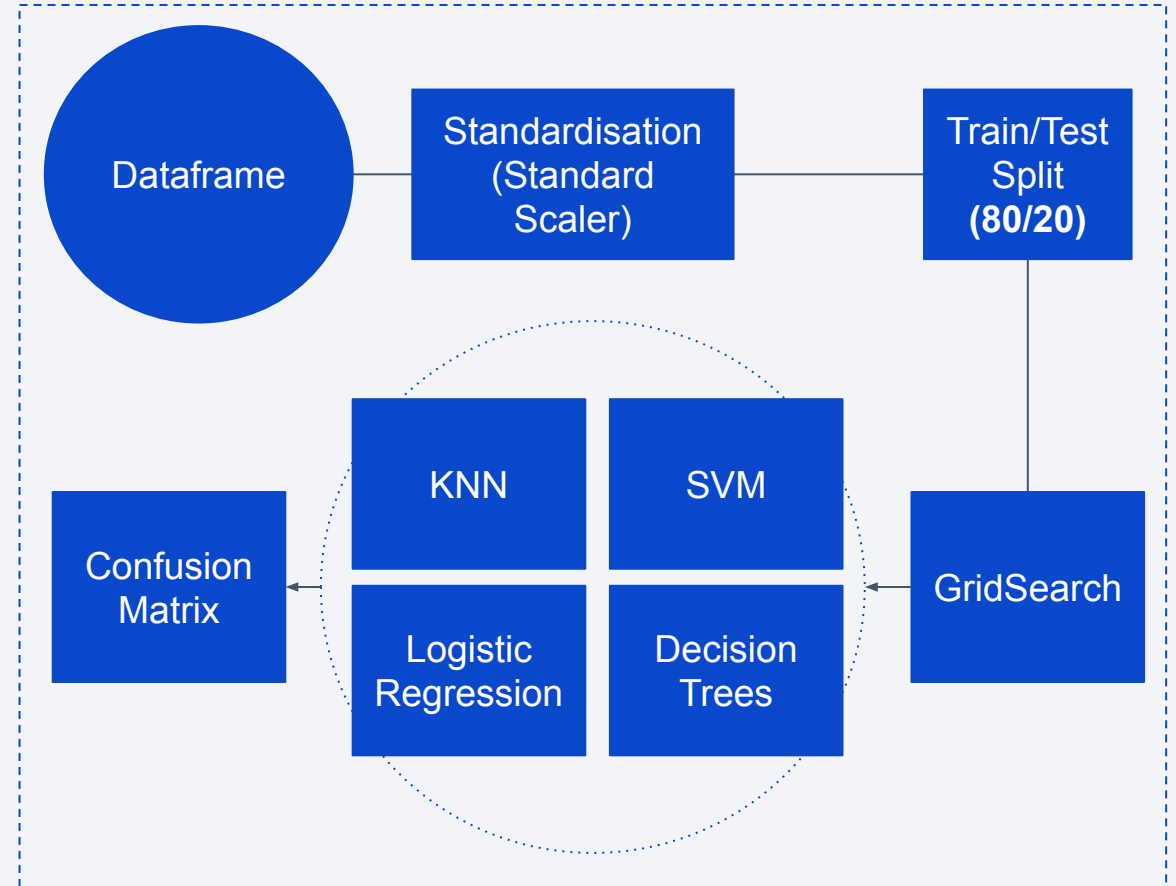 Dataframe
Standardisation
(Standard
Scaler)
Train/Test
Split
(80/20)
KNN
SVM
Confusion
Matrix
GridSearch
Logistic
Regression
Decision
Trees